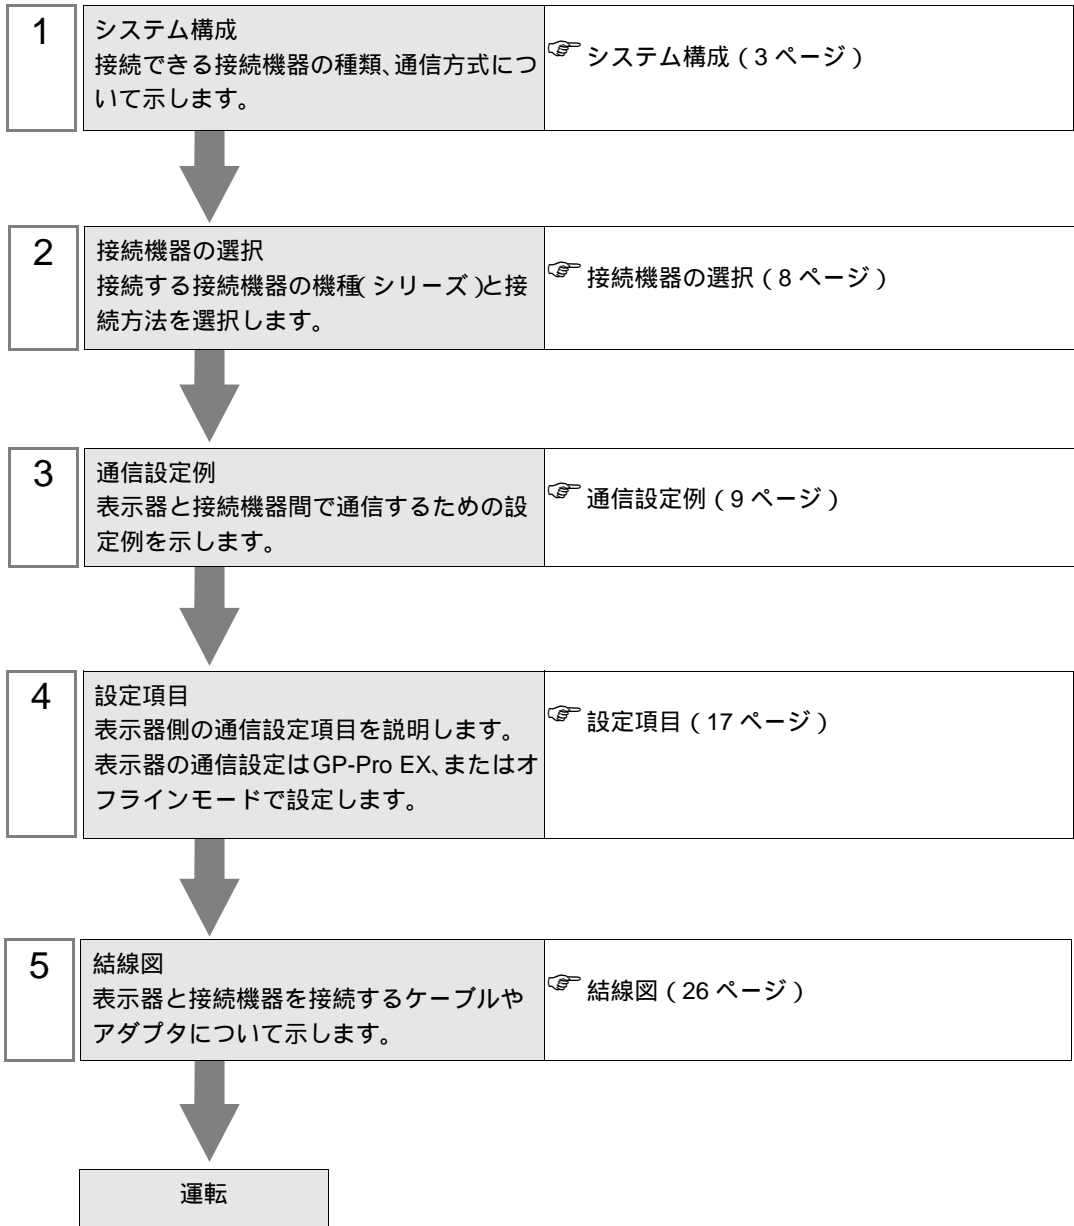 1
システム構成
接続できる接続機器の種類、通信方式につ
いて示します。
☞ システム構成 ( 3 ページ )
2
接続機器の選択
接続する接続機器の機種( シリーズ )と接
続方法を選択します。
☞ 接続機器の選択 ( 8 ページ )
3
通信設定例
表示器と接続機器間で通信するための設
定例を示します。
☞ 通信設定例 ( 9 ページ )
4
設定項目
表示器側の通信設定項目を説明します。
表示器の通信設定は GP-Pro EX、またはオ
フラインモードで設定します。
☞ 設定項目 ( 17 ページ )
5
結線図
表示器と接続機器を接続するケーブルや
アダプタについて示します。
☞ 結線図 ( 26 ページ )
運転